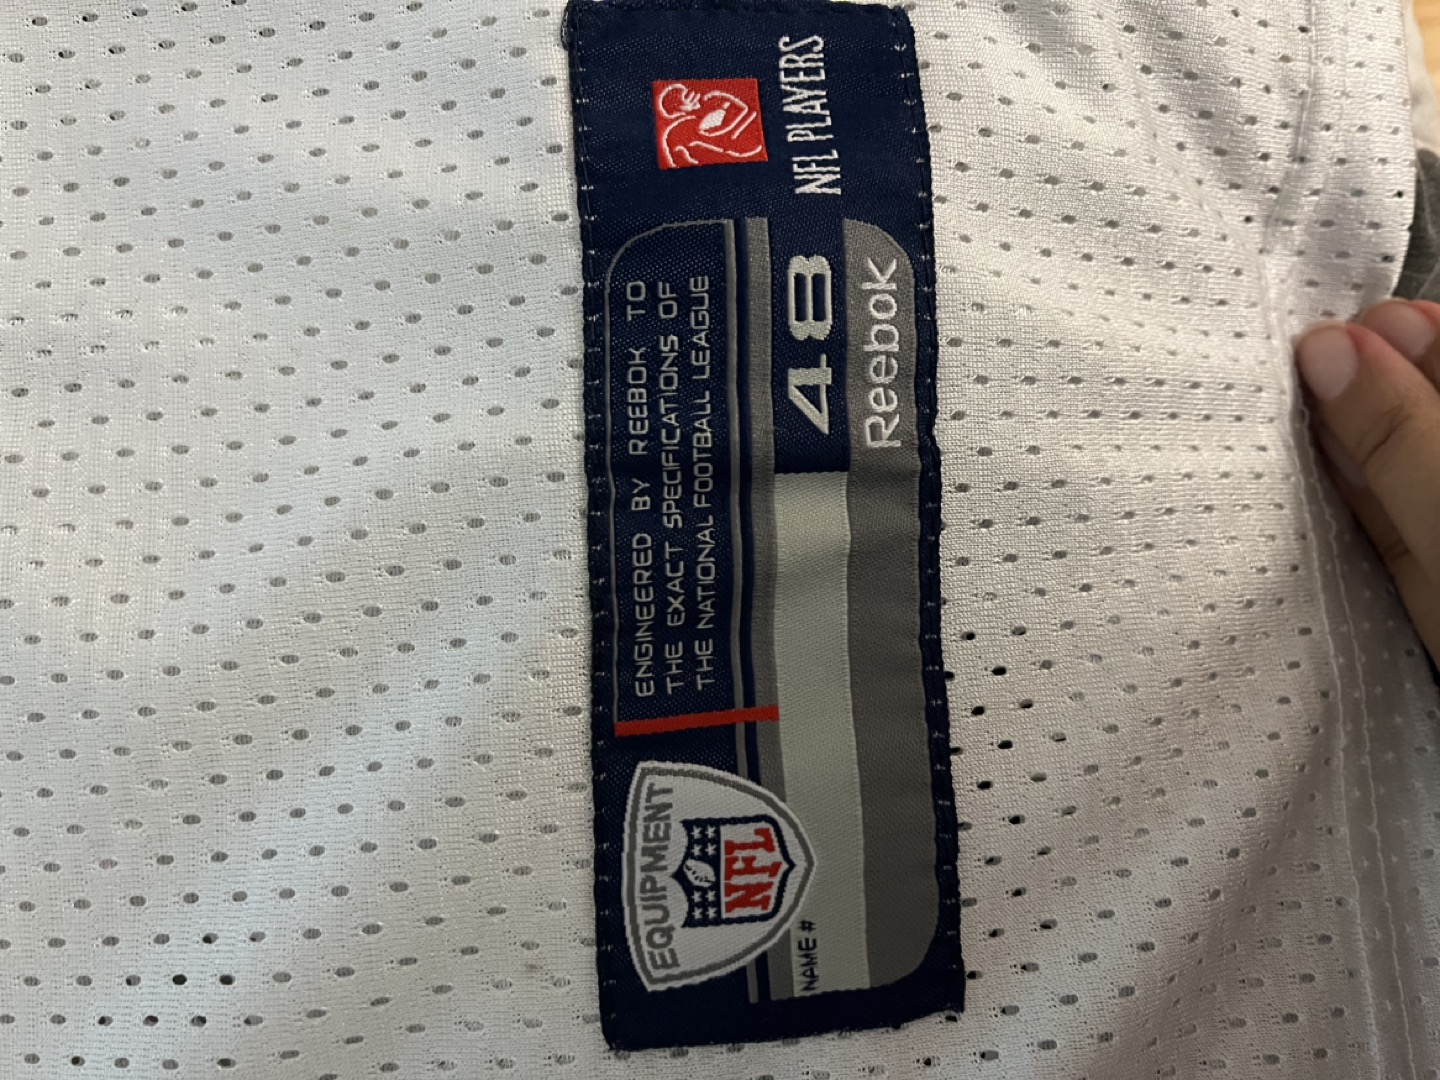 EQUIPMENT
NFL
ENGINEERED BY REEBOK TO
THE EXACT SPECIFICATIONS OF
THE NATIONAL FOOTBALL LEAGUE
NAME #
48
Reebok
NFL PLAYERS